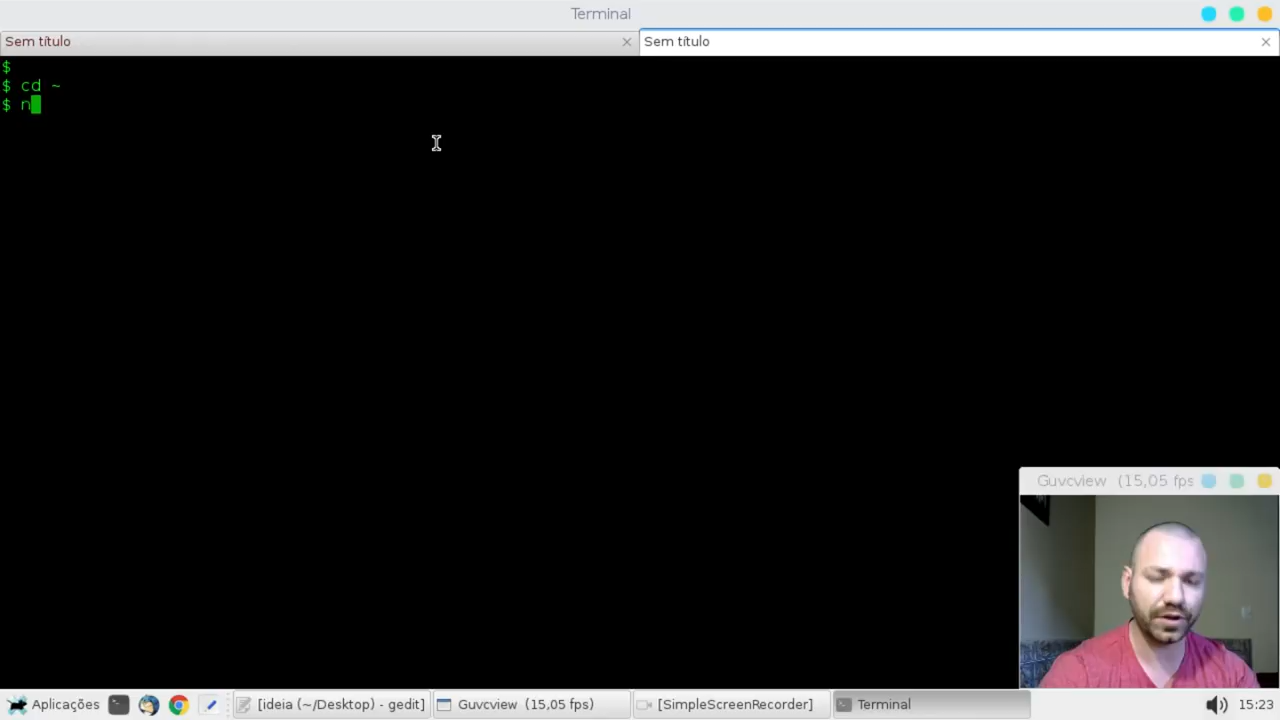 Terminal
Sem título
Sem título
$
$ cd ~
$ n
Guvcview (15,05 fps
Aplicações
[ideia (~/Desktop) - gedit]
Guvcview (15,05 fps)
[SimpleScreenRecorder]
Terminal
15:23